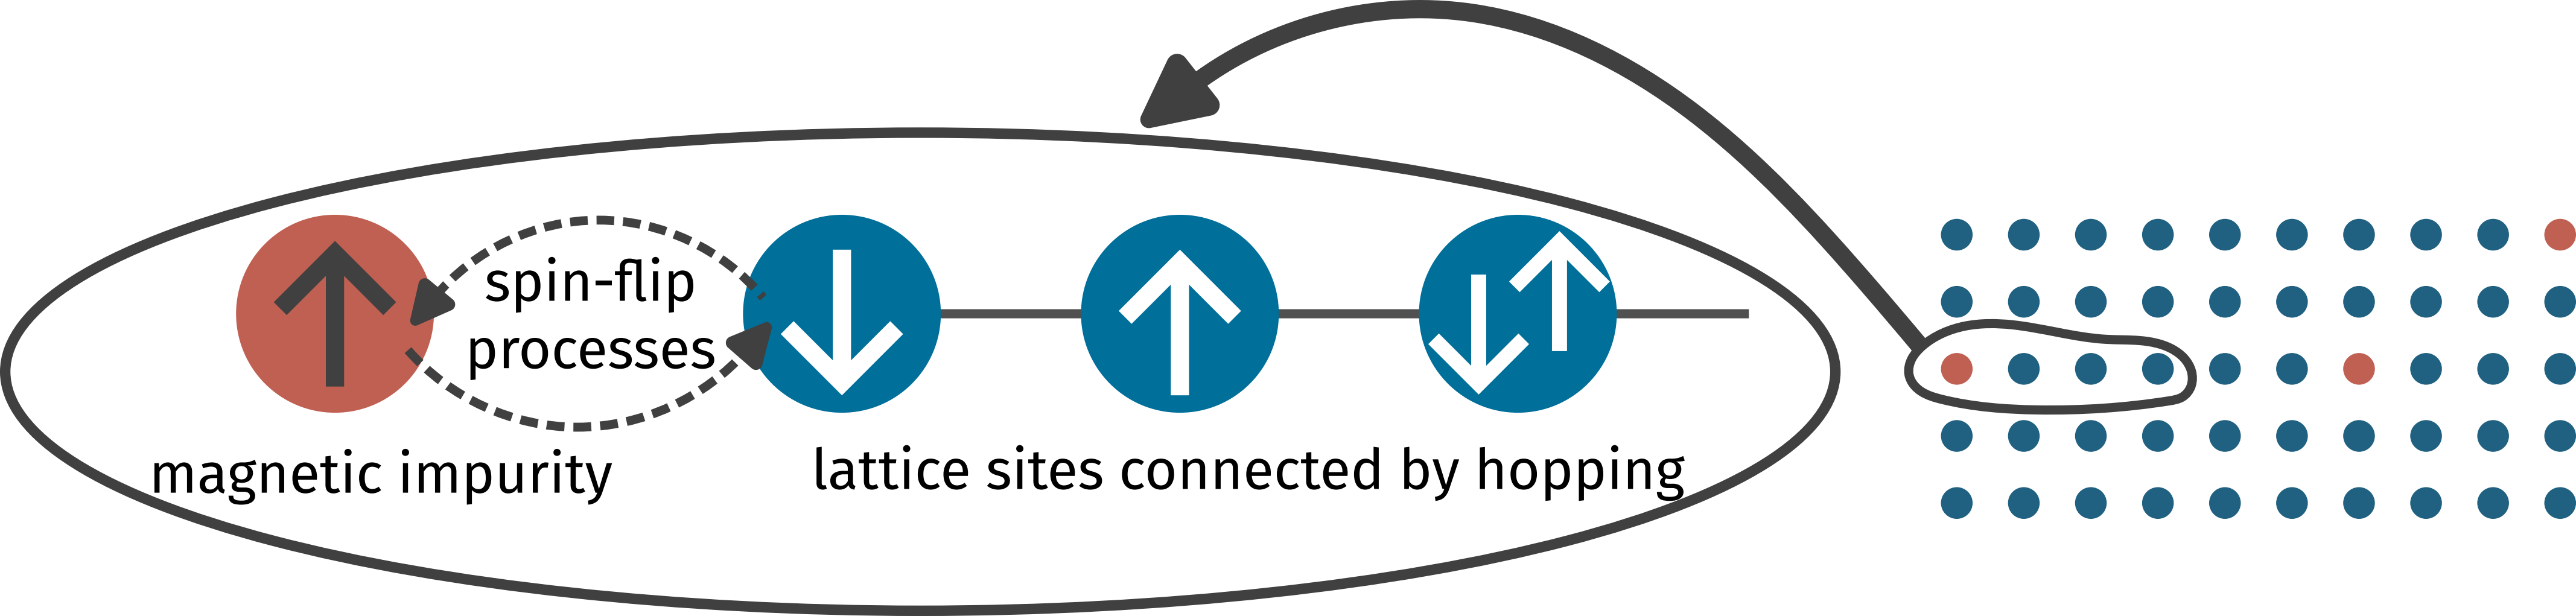 spin-flip
processes
magnetic impurity
lattice sites connected by hopping